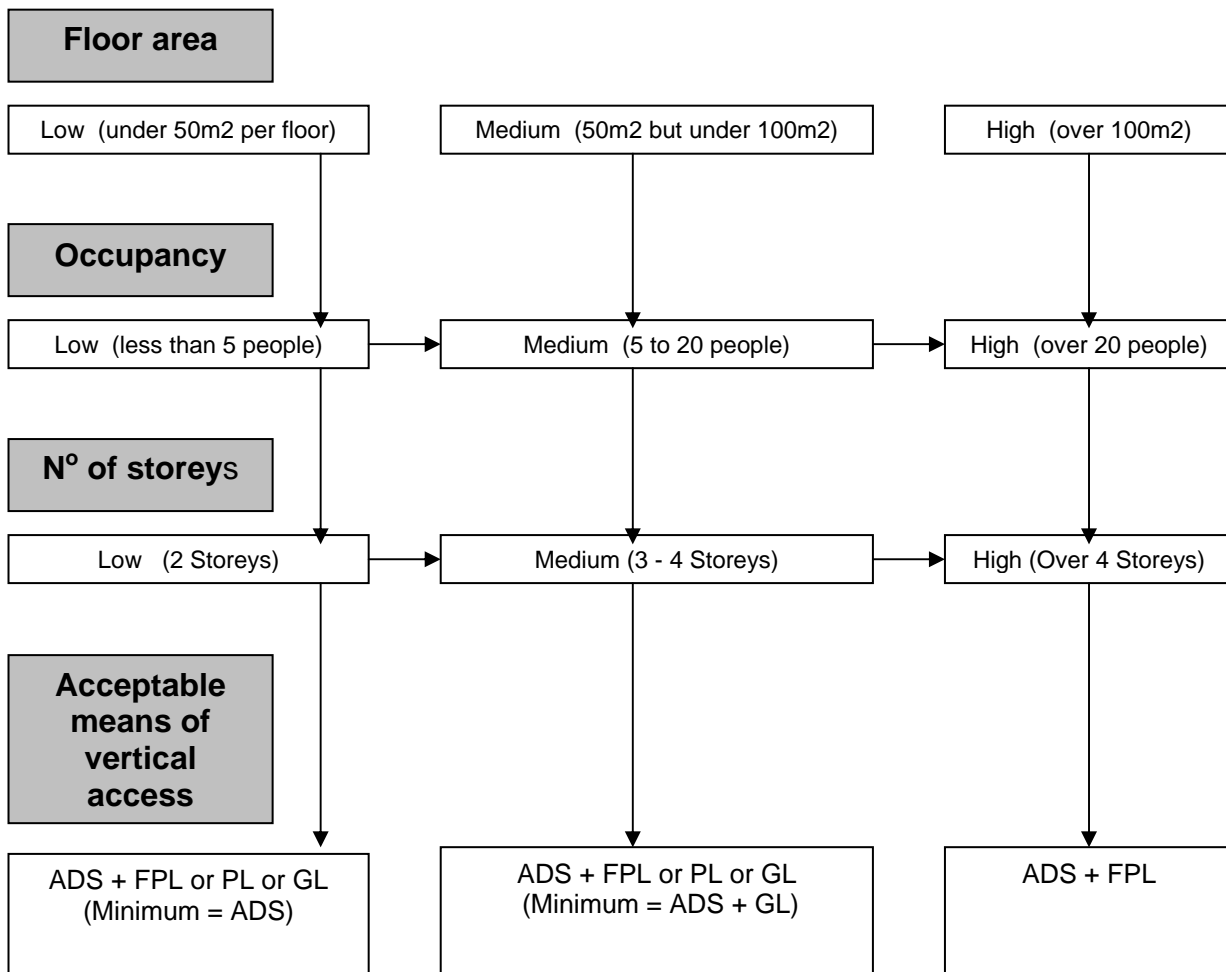 Floor area
Low (under 50m2 per floor)
Medium (50m2 but under 100m2)
High (over 100m2)
Occupancy
Low (less than 5 people)
Medium (5 to 20 people)
High (over 20 people)
Nº of storeys
Low (2 Storeys)
Medium (3 - 4 Storeys)
High (Over 4 Storeys)
Acceptable
means of
vertical
access
ADS + FPL or PL or GL
(Minimum = ADS)
ADS + FPL or PL or GL
(Minimum = ADS + GL)
ADS + FPL